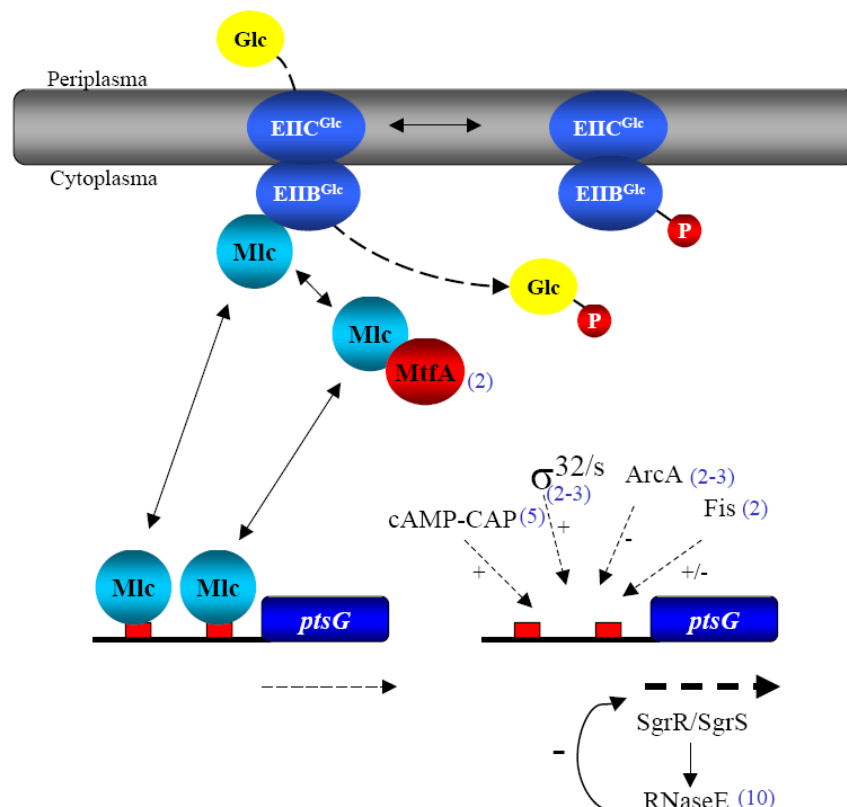 Glc
Periplasma
EIIC^Glc
EIIC^Glc
Cytoplasma
EIIB^Glc
EIIB^Glc
P
Mlc
Glc
P
Mlc
MtfA (2)
σ^32/s
(2-3)
ArcA (2-3)
cAMP-CAP (5)
Fis (2)
+
-
+
+/-
Mlc
Mlc
ptsG
ptsG
SgrR/SgrS
-
RNaseE (10)